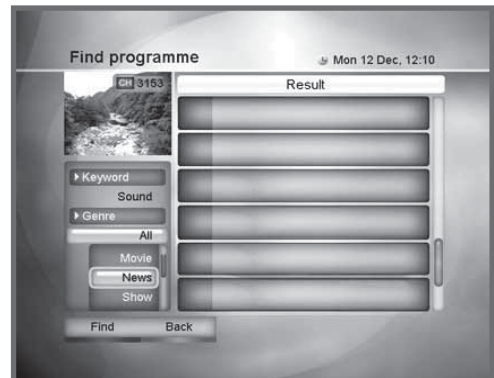 Find programme
Mon 12 Dec, 12:10
CH 3153
Result
Keyword
Sound
Genre
All
Movie
News
Show
Find Back